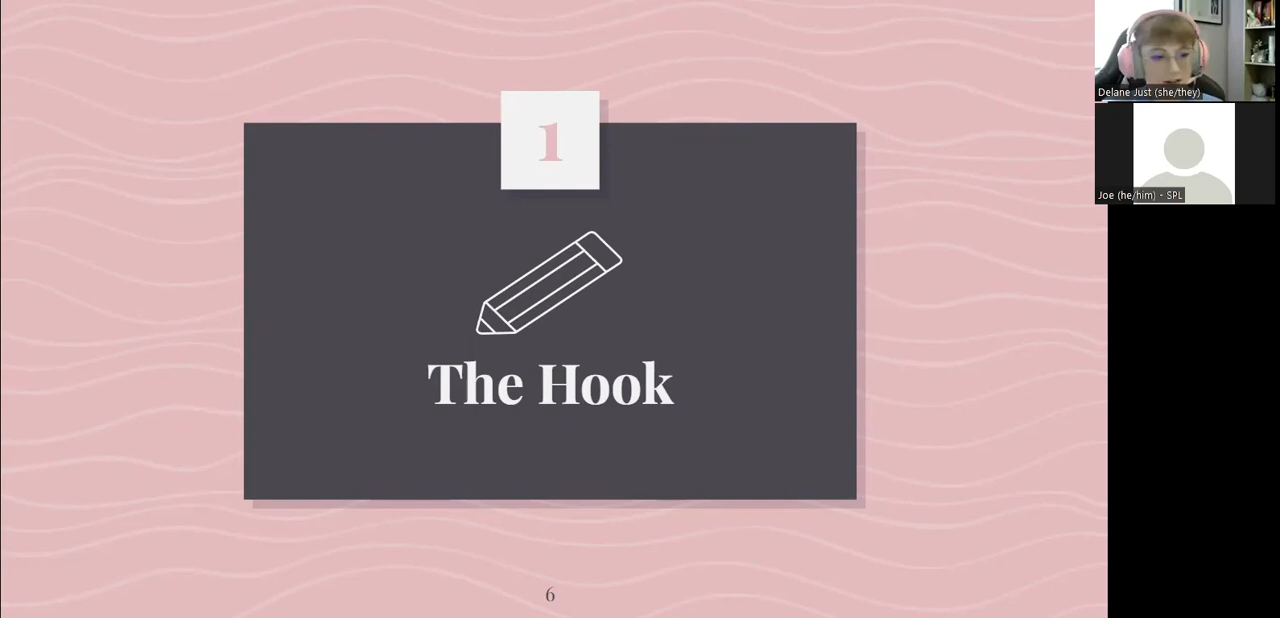 1
The Hook
6
Delane Just (she/they)
Joe (he/him) - SPL